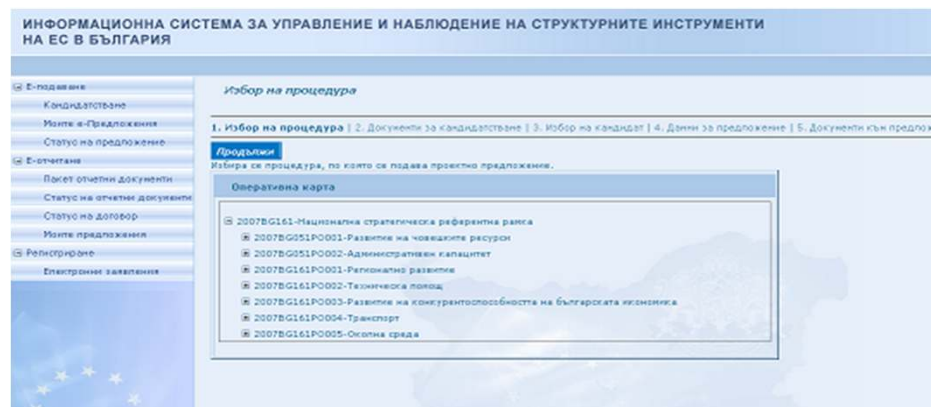 ИНФОРМАЦИОННА СИСТЕМА ЗА УПРАВЛЕНИЕ И НАБЛЮДЕНИЕ НА СТРУКТУРНИТЕ ИНСТРУМЕНТИ
НА ЕС В БЪЛГАРИЯ
Е-подаване
Кандидатстване
Моите е-Предложения
Статус на предложение
Е-отчитане
Пакет отчетни документи
Статус на отчетни документи
Статус на договор
Моите предложения
Регистриране
Електронни заявления
Избор на процедура
1. Избор на процедура | 2. Документи за кандидатстване | 3. Избор на кандидат | 4. Данни за предложение | 5. Документи към предлож
Продължи
Избира се процедура, по която се подава проектно предложение.
Оперативна карта
2007BG161-Национална стратегическа референтна рамка
2007BG051PO001-Развитие на човешките ресурси
2007BG051PO002-Административен капацитет
2007BG161PO001-Регионално развитие
2007BG161PO002-Техническа помощ
2007BG161PO003-Развитие на конкурентоспособността на българската икономика
2007BG161PO004-Транспорт
2007BG161PO005-Околна среда